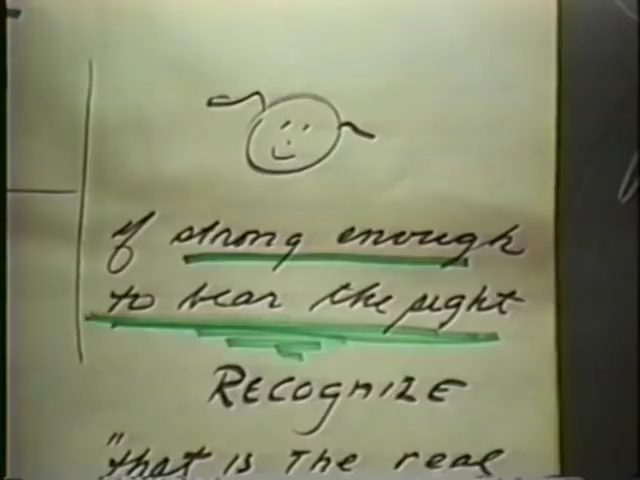 if strong enough
to bear the sight
RECOGNIZE
"that is The real